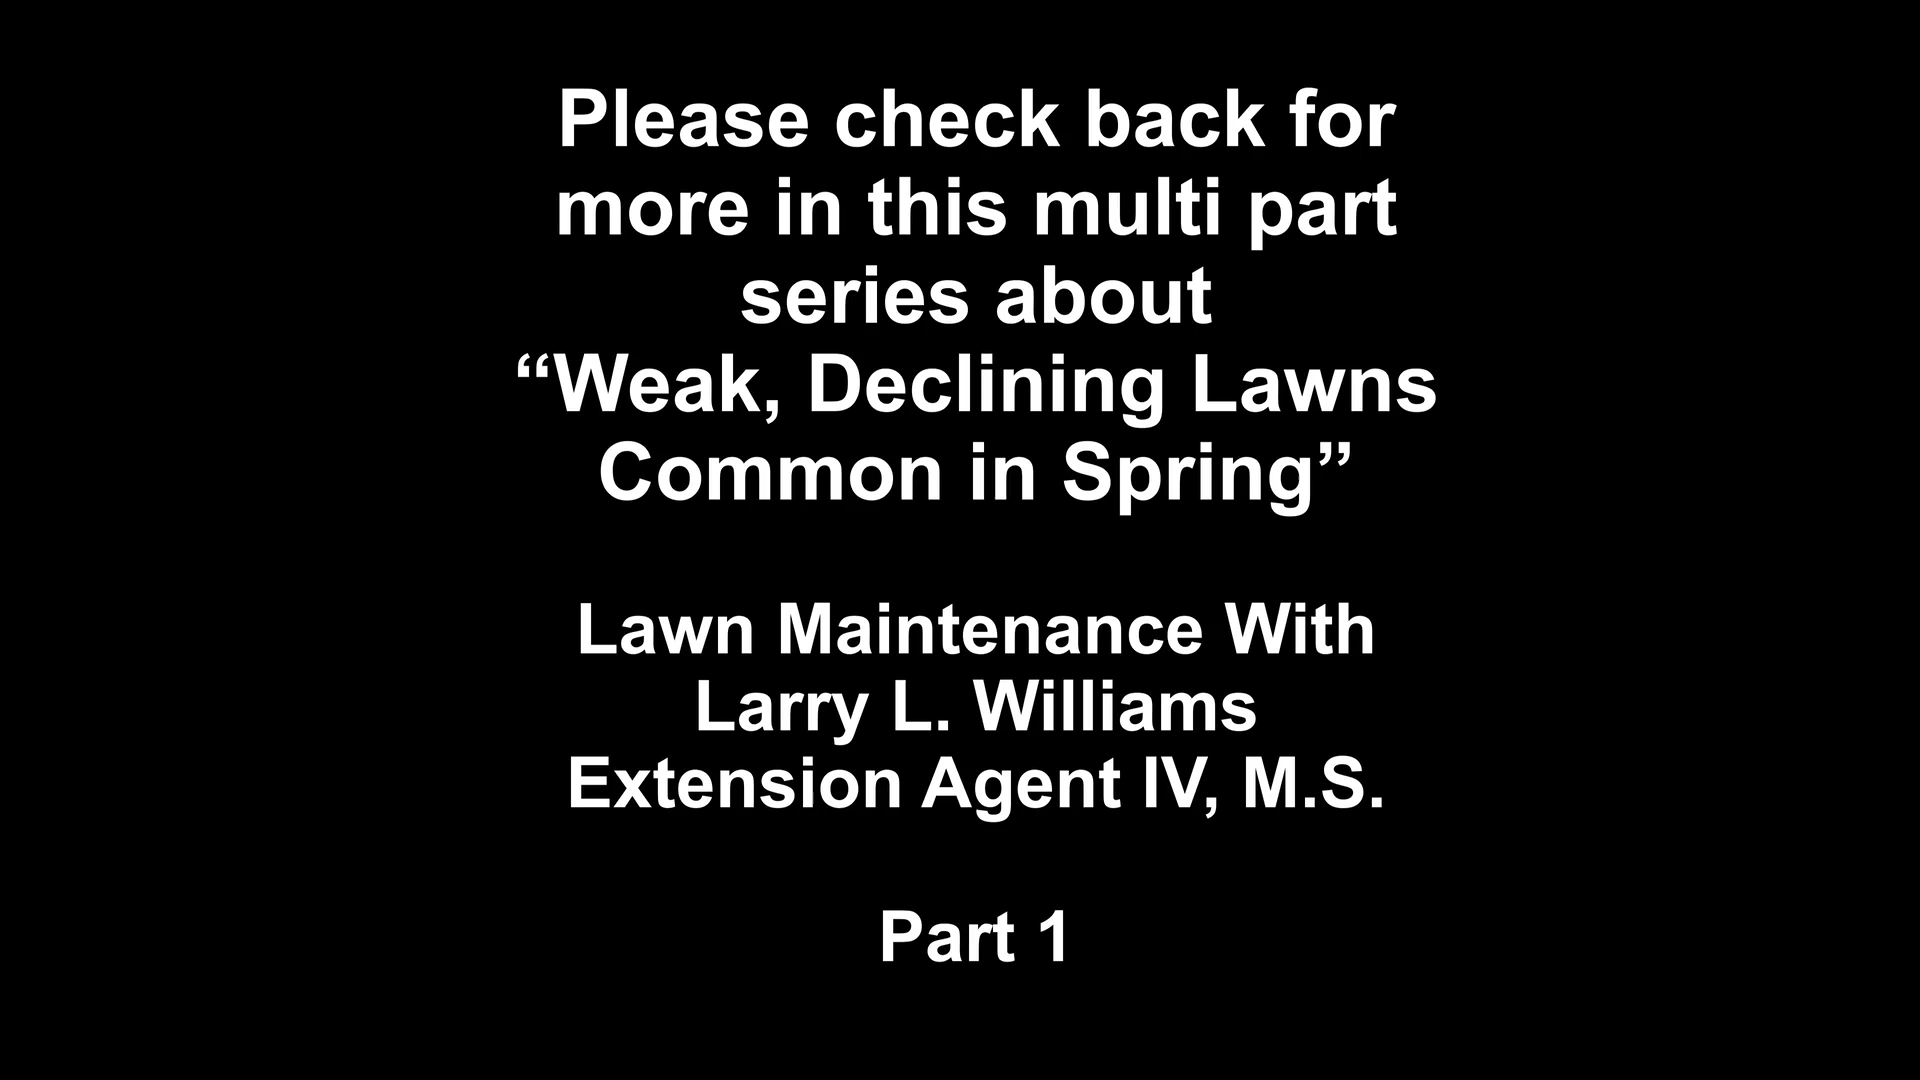 Please check back for
more in this multi part
series about
“Weak, Declining Lawns
Common in Spring”
Lawn Maintenance With
Larry L. Williams
Extension Agent IV, M.S.
Part 1